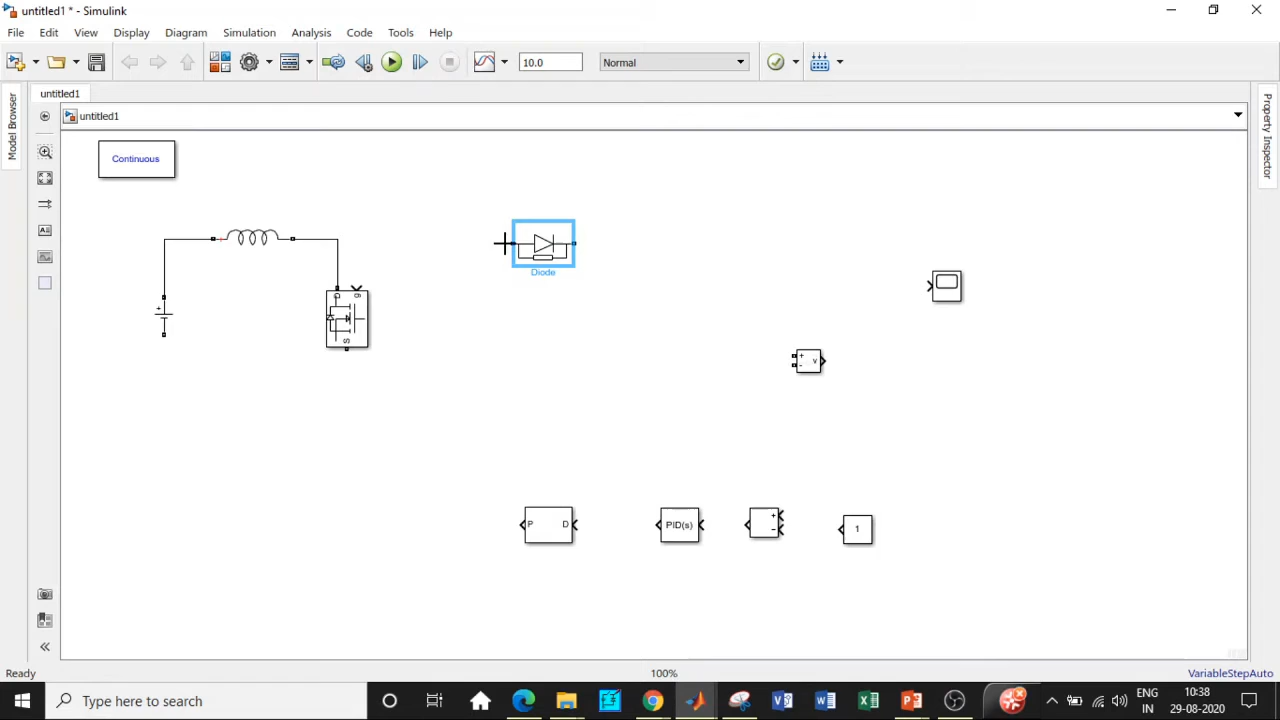 untitled1 * - Simulink
File Edit View Display Diagram Simulation Analysis Code Tools Help
10.0 Normal
untitled1
untitled1
Model Browser
Property Inspector
Continuous
+
g
D
S
Diode
+ v
-
P D
PID(s)
+
-
1
Ready 100% VariableStepAuto
Type here to search
ENG 10:38
IN 29-08-2020